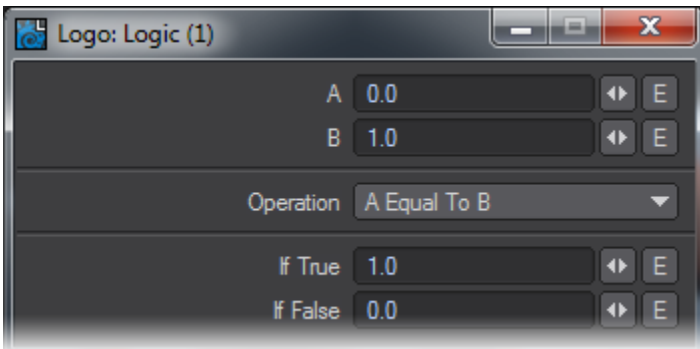 Logo: Logic (1)
A 0.0 E
B 1.0 E
Operation A Equal To B
If True 1.0 E
If False 0.0 E